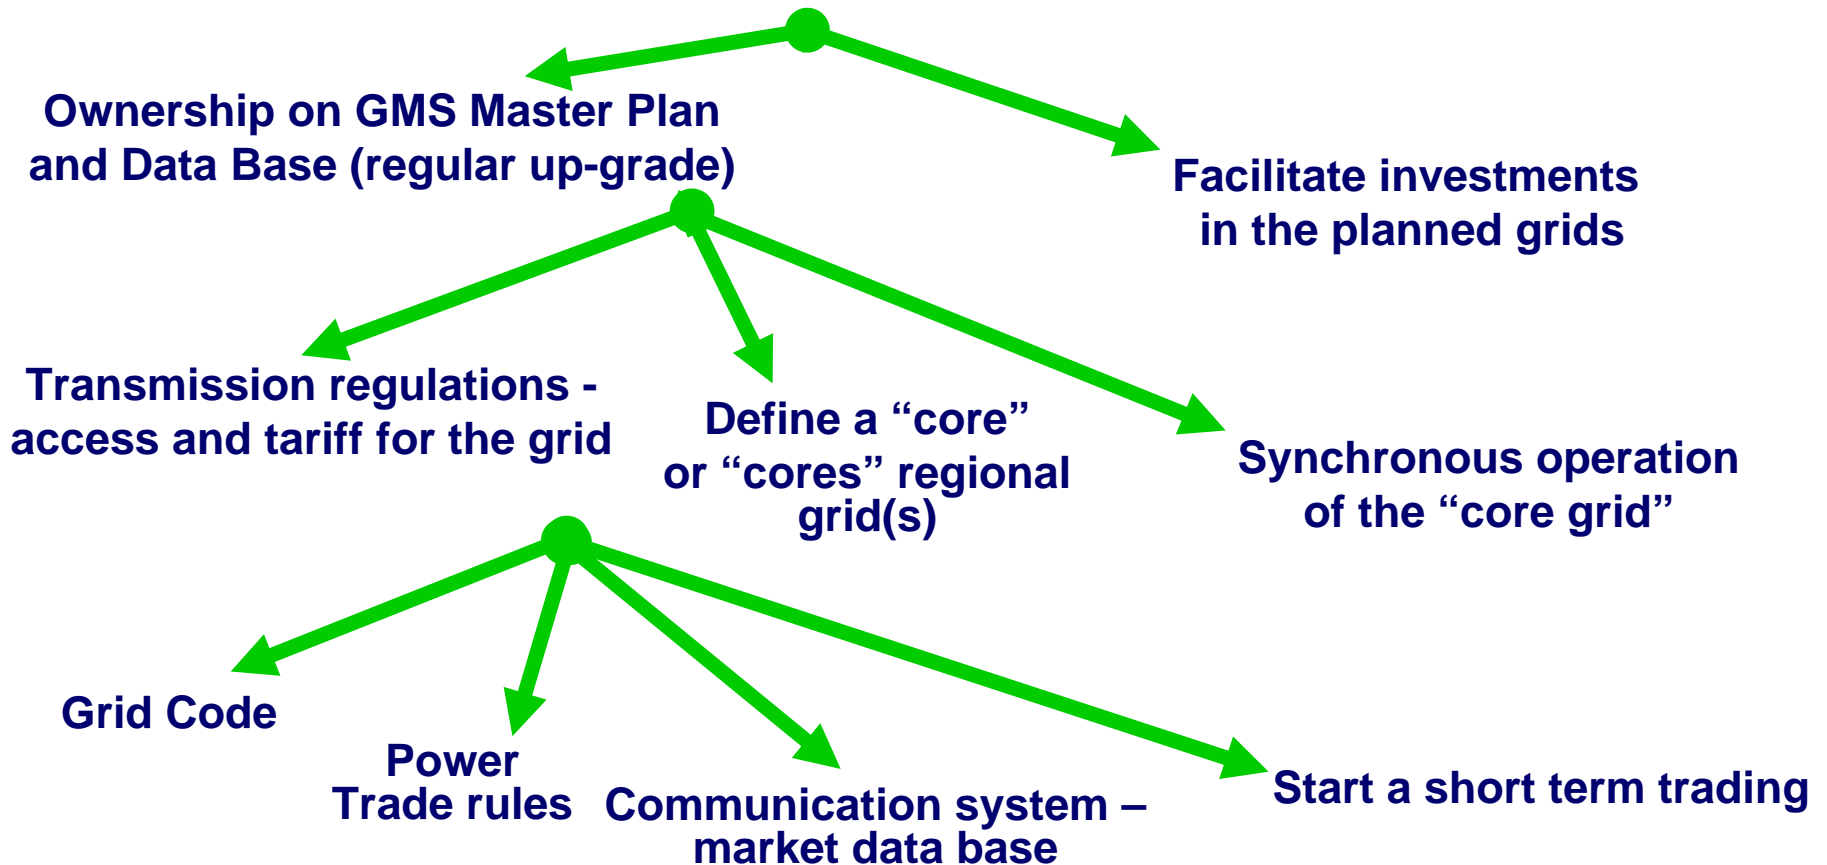 Ownership on GMS Master Plan
and Data Base (regular up-grade)
Facilitate investments
in the planned grids
Transmission regulations -
access and tariff for the grid
Define a “core”
or “cores” regional
grid(s)
Synchronous operation
of the “core grid”
Grid Code
Power
Trade rules
Communication system –
market data base
Start a short term trading